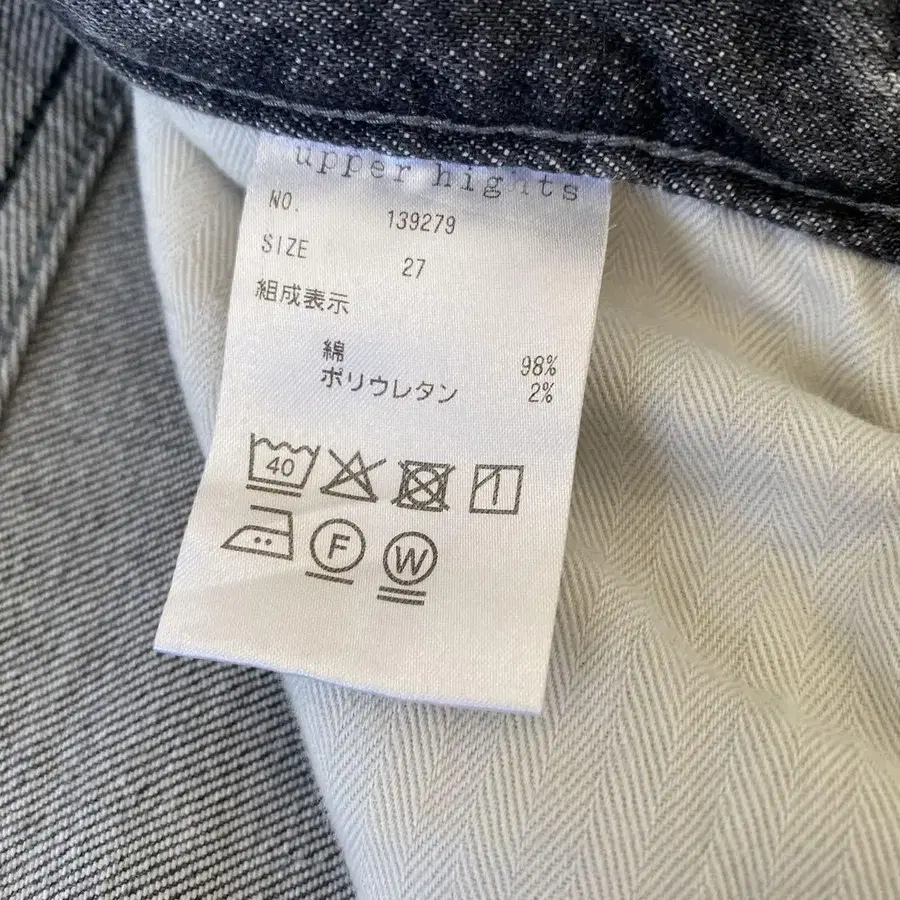 upper hights
NO. 139279
SIZE 27
組成表示
綿 98%
ポリウレタン 2%
40
F
W